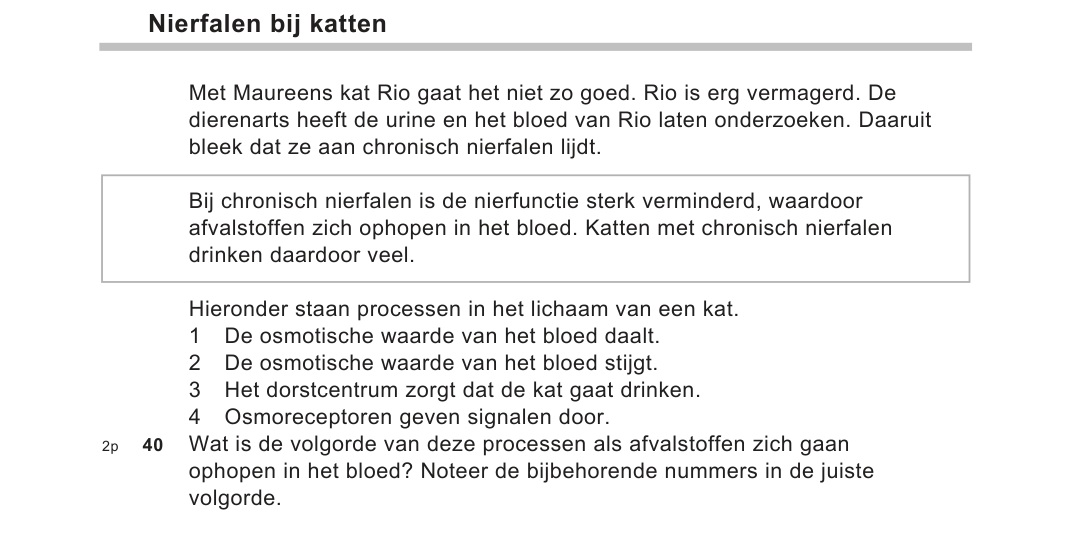 Nierfalen bij katten
Met Maureens kat Rio gaat het niet zo goed. Rio is erg vermagerd. De
dierenarts heeft de urine en het bloed van Rio laten onderzoeken. Daaruit
bleek dat ze aan chronisch nierfalen lijdt.
Bij chronisch nierfalen is de nierfunctie sterk verminderd, waardoor
afvalstoffen zich ophopen in het bloed. Katten met chronisch nierfalen
drinken daardoor veel.
Hieronder staan processen in het lichaam van een kat.
1 De osmotische waarde van het bloed daalt.
2 De osmotische waarde van het bloed stijgt.
3 Het dorstcentrum zorgt dat de kat gaat drinken.
4 Osmoreceptoren geven signalen door.
2p 40 Wat is de volgorde van deze processen als afvalstoffen zich gaan
ophopen in het bloed? Noteer de bijbehorende nummers in de juiste
volgorde.